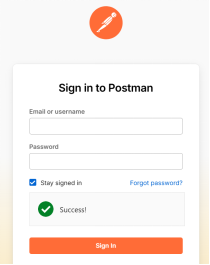 Sign in to Postman
Email or username
Password
Stay signed in Forgot password?
Success!
Sign In